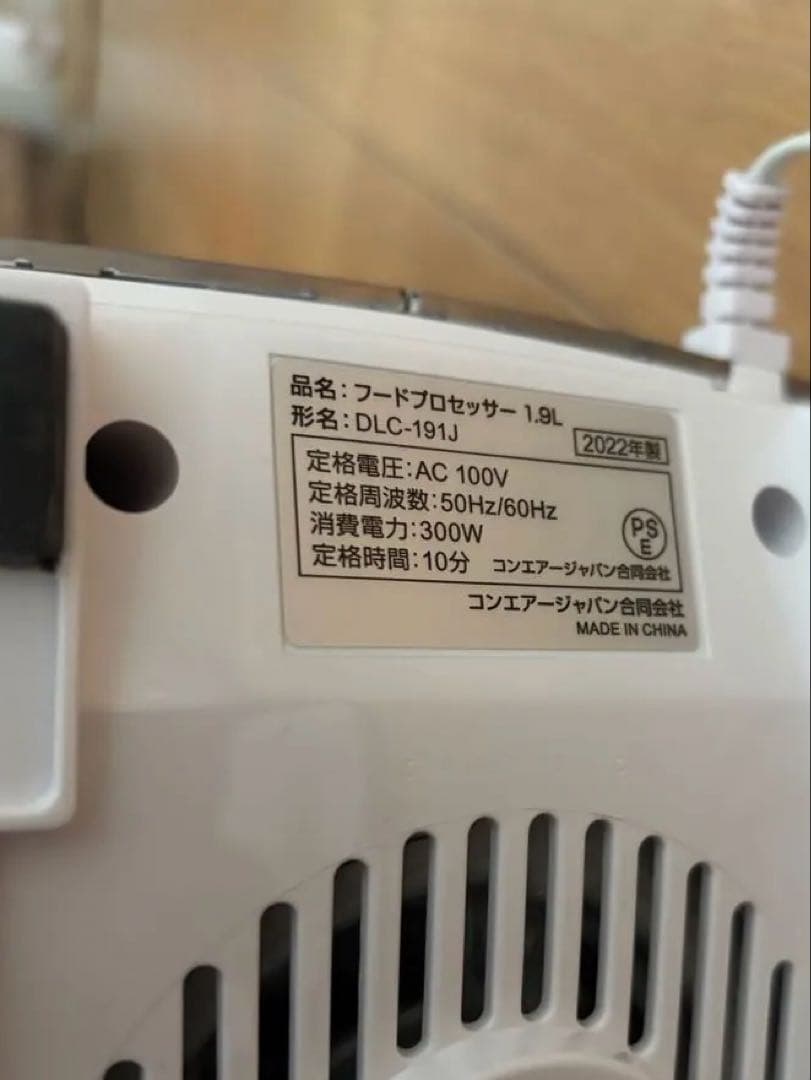 品名：フードプロセッサー 1.9L
形名：DLC-191J
2022年製
定格電圧：AC 100V
定格周波数：50Hz/60Hz
消費電力：300W
定格時間：10分
PS
E
コンエアージャパン合同会社
コンエアージャパン合同会社
MADE IN CHINA